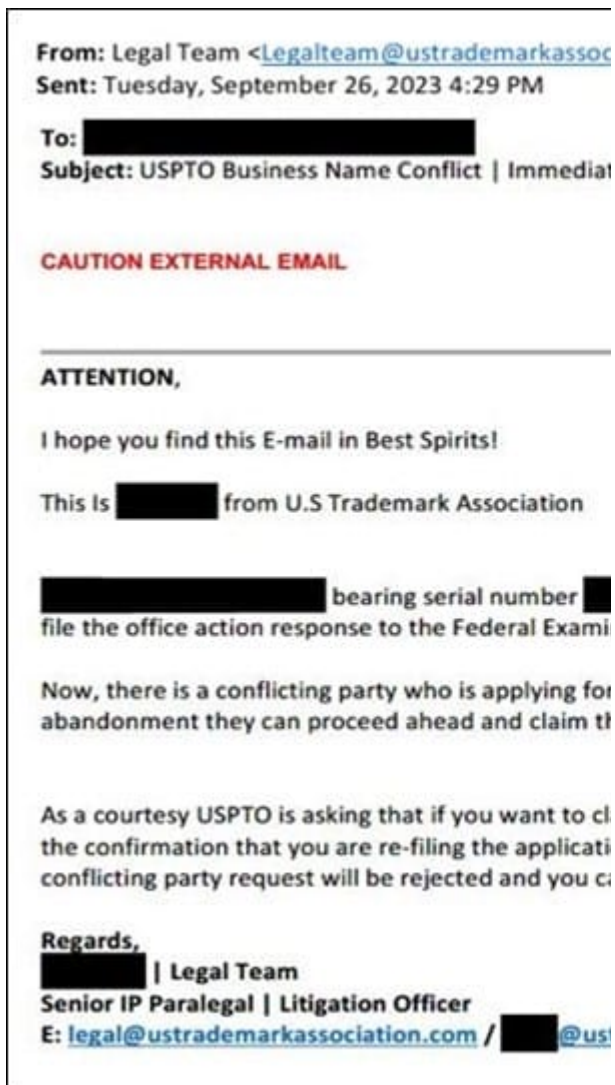 From: Legal Team <Legalteam@ustrademarkassoc
Sent: Tuesday, September 26, 2023 4:29 PM
To:
Subject: USPTO Business Name Conflict | Immediat
CAUTION EXTERNAL EMAIL
ATTENTION,
I hope you find this E-mail in Best Spirits!
This Is from U.S Trademark Association
bearing serial number
file the office action response to the Federal Exami
Now, there is a conflicting party who is applying for
abandonment they can proceed ahead and claim th
As a courtesy USPTO is asking that if you want to cl
the confirmation that you are re-filing the applicati
conflicting party request will be rejected and you ca
Regards,
| Legal Team
Senior IP Paralegal | Litigation Officer
E: legal@ustrademarkassociation.com / @ust